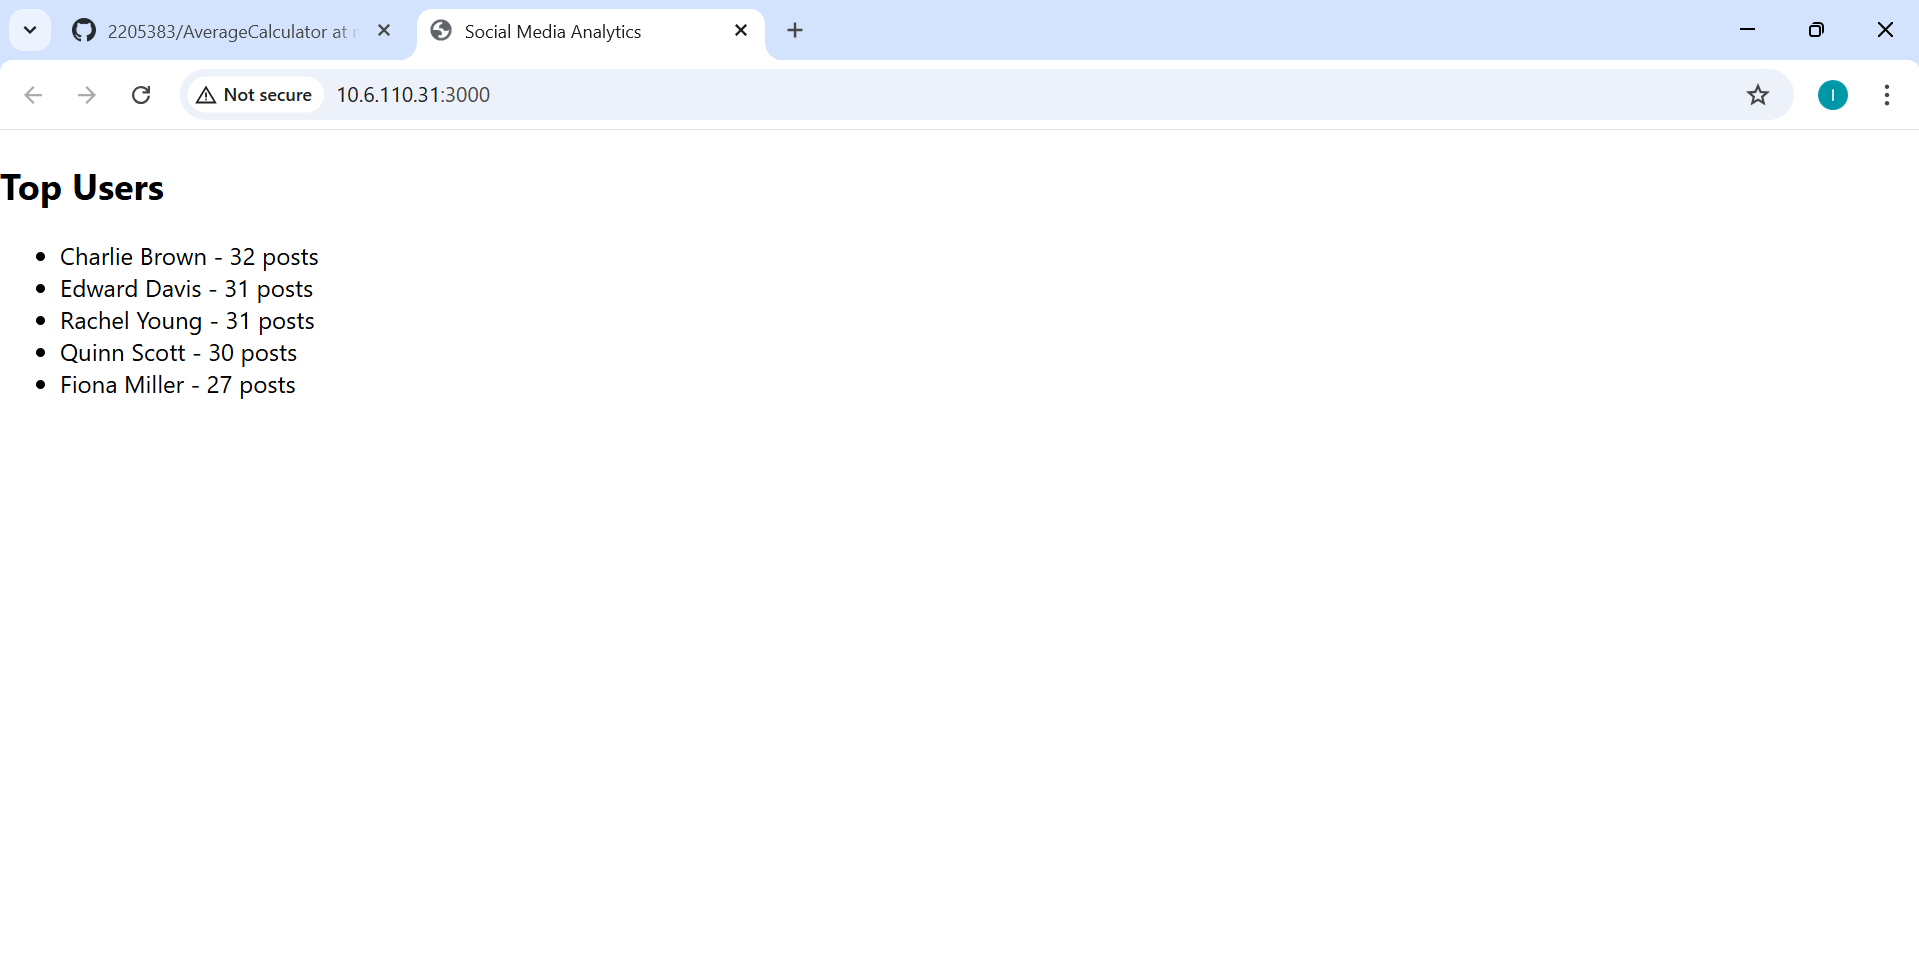 2205383/AverageCalculator at
Social Media Analytics
Not secure
10.6.110.31:3000
I
Top Users
Charlie Brown - 32 posts
Edward Davis - 31 posts
Rachel Young - 31 posts
Quinn Scott - 30 posts
Fiona Miller - 27 posts